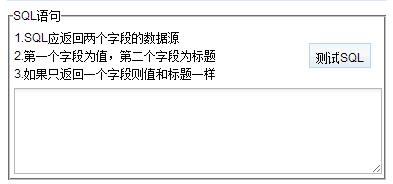 SQL语句
1.SQL应返回两个字段的数据源
2.第一个字段为值，第二个字段为标题
3.如果只返回一个字段则值和标题一样
测试SQL